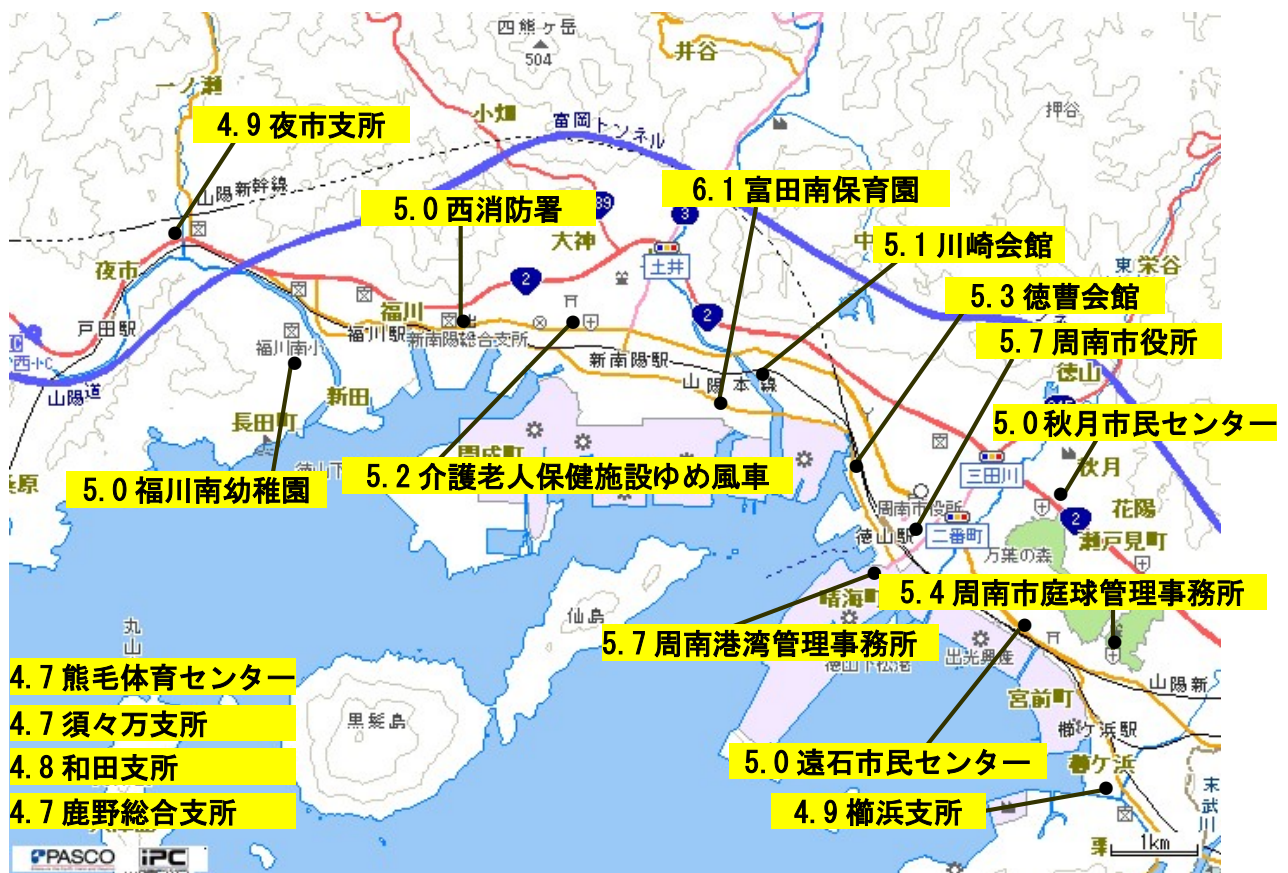 四熊ヶ岳
504
井谷
一ノ瀬
小畑
押谷
4.9 夜市支所
富岡トンネル
山陽新幹線
6.1 富田南保育園
5.0 西消防署
3
大神
5.1 川崎会館
土井
夜市
2
栄谷
5.3 徳曹会館
戸田駅
福川
福川駅
新南陽総合支所
2
5.7 周南市役所
福川南小
新南陽駅
山陽本線
徳山
山陽道
新田
長田町
5.0 秋月市民センター
5.2 介護老人保健施設ゆめ風車
三田川
秋月
5.0 福川南幼稚園
周南市役所
花陽
2
徳山駅
二番町
瀬戸見町
万葉の森
晴海町
5.4 周南市庭球管理事務所
仙島
丸山
5.7 周南港湾管理事務所
出光興産
徳山下松港
4.7 熊毛体育センター
山陽新
宮前町
4.7 須々万支所
黒髪島
櫛ケ浜駅
4.8 和田支所
5.0 遠石市民センター
櫛ケ浜
4.7 鹿野総合支所
4.9 櫛浜支所
末武川
1km
PASCO
iPC